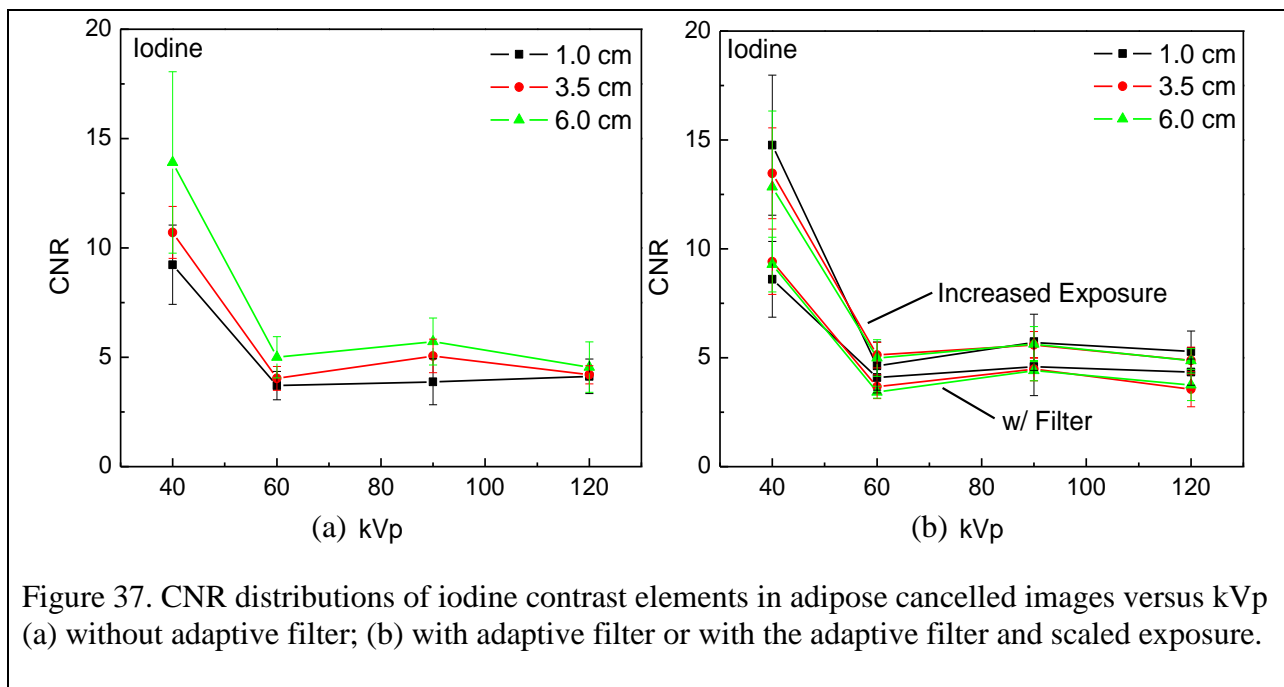 Iodine
1.0 cm
3.5 cm
6.0 cm
20
15
10
5
0
CNR
40 60 80 100 120
(a) kVp
Iodine
1.0 cm
3.5 cm
6.0 cm
20
15
10
5
0
CNR
Increased Exposure
w/ Filter
40 60 80 100 120
(b) kVp
Figure 37. CNR distributions of iodine contrast elements in adipose cancelled images versus kVp
(a) without adaptive filter; (b) with adaptive filter or with the adaptive filter and scaled exposure.